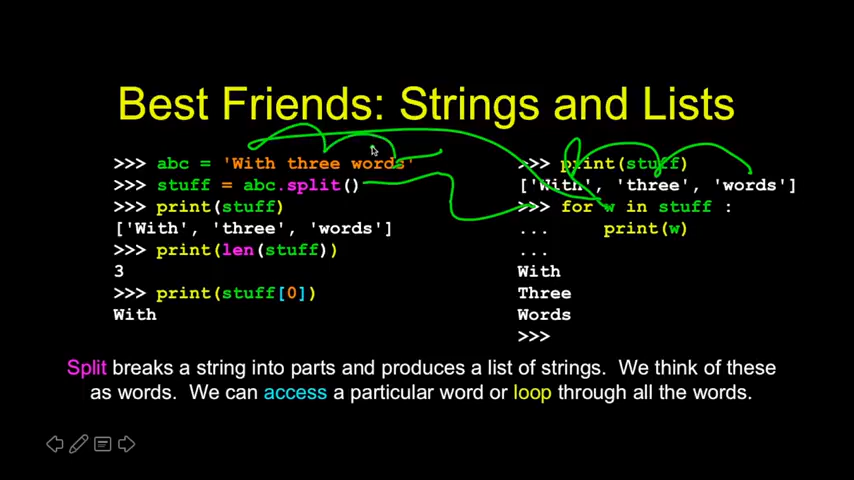 Best Friends: Strings and Lists
>>> abc = 'With three words'
>>> stuff = abc.split()
>>> print(stuff)
['With', 'three', 'words']
>>> print(len(stuff))
3
>>> print(stuff[0])
With
>>> print(stuff)
['With', 'three', 'words']
>>> for w in stuff :
...     print(w)
...
With
Three
Words
>>>
Split breaks a string into parts and produces a list of strings.  We think of these
as words.  We can access a particular word or loop through all the words.